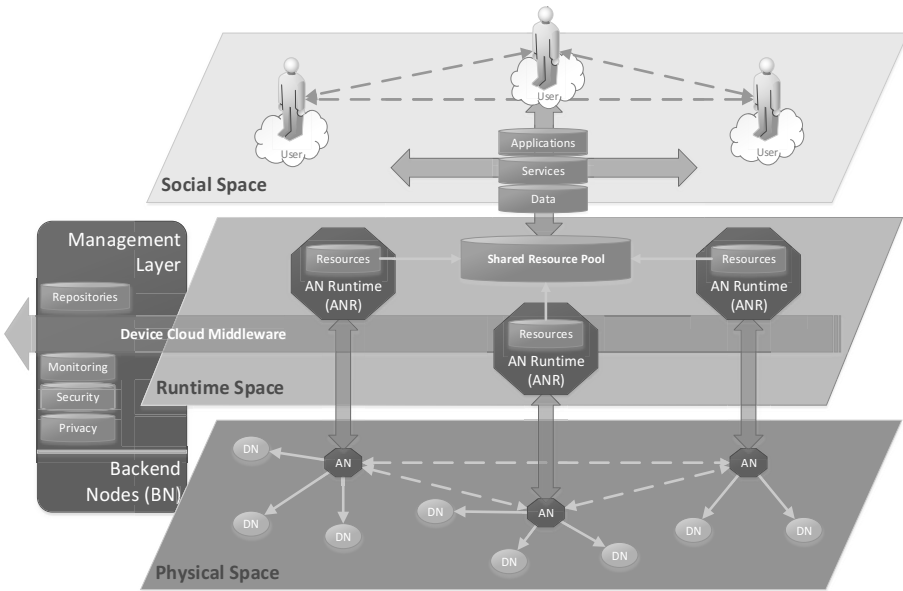 User
User
User
Applications
Services
Data
Social Space
Management
Layer
Repositories
Monitoring
Security
Privacy
Backend
Nodes (BN)
Resources
AN Runtime
(ANR)
Shared Resource Pool
Resources
AN Runtime
(ANR)
Device Cloud Middleware
Resources
AN Runtime
(ANR)
Runtime Space
DN
AN
AN
DN
DN
DN
AN
DN
DN
DN
DN
DN
Physical Space